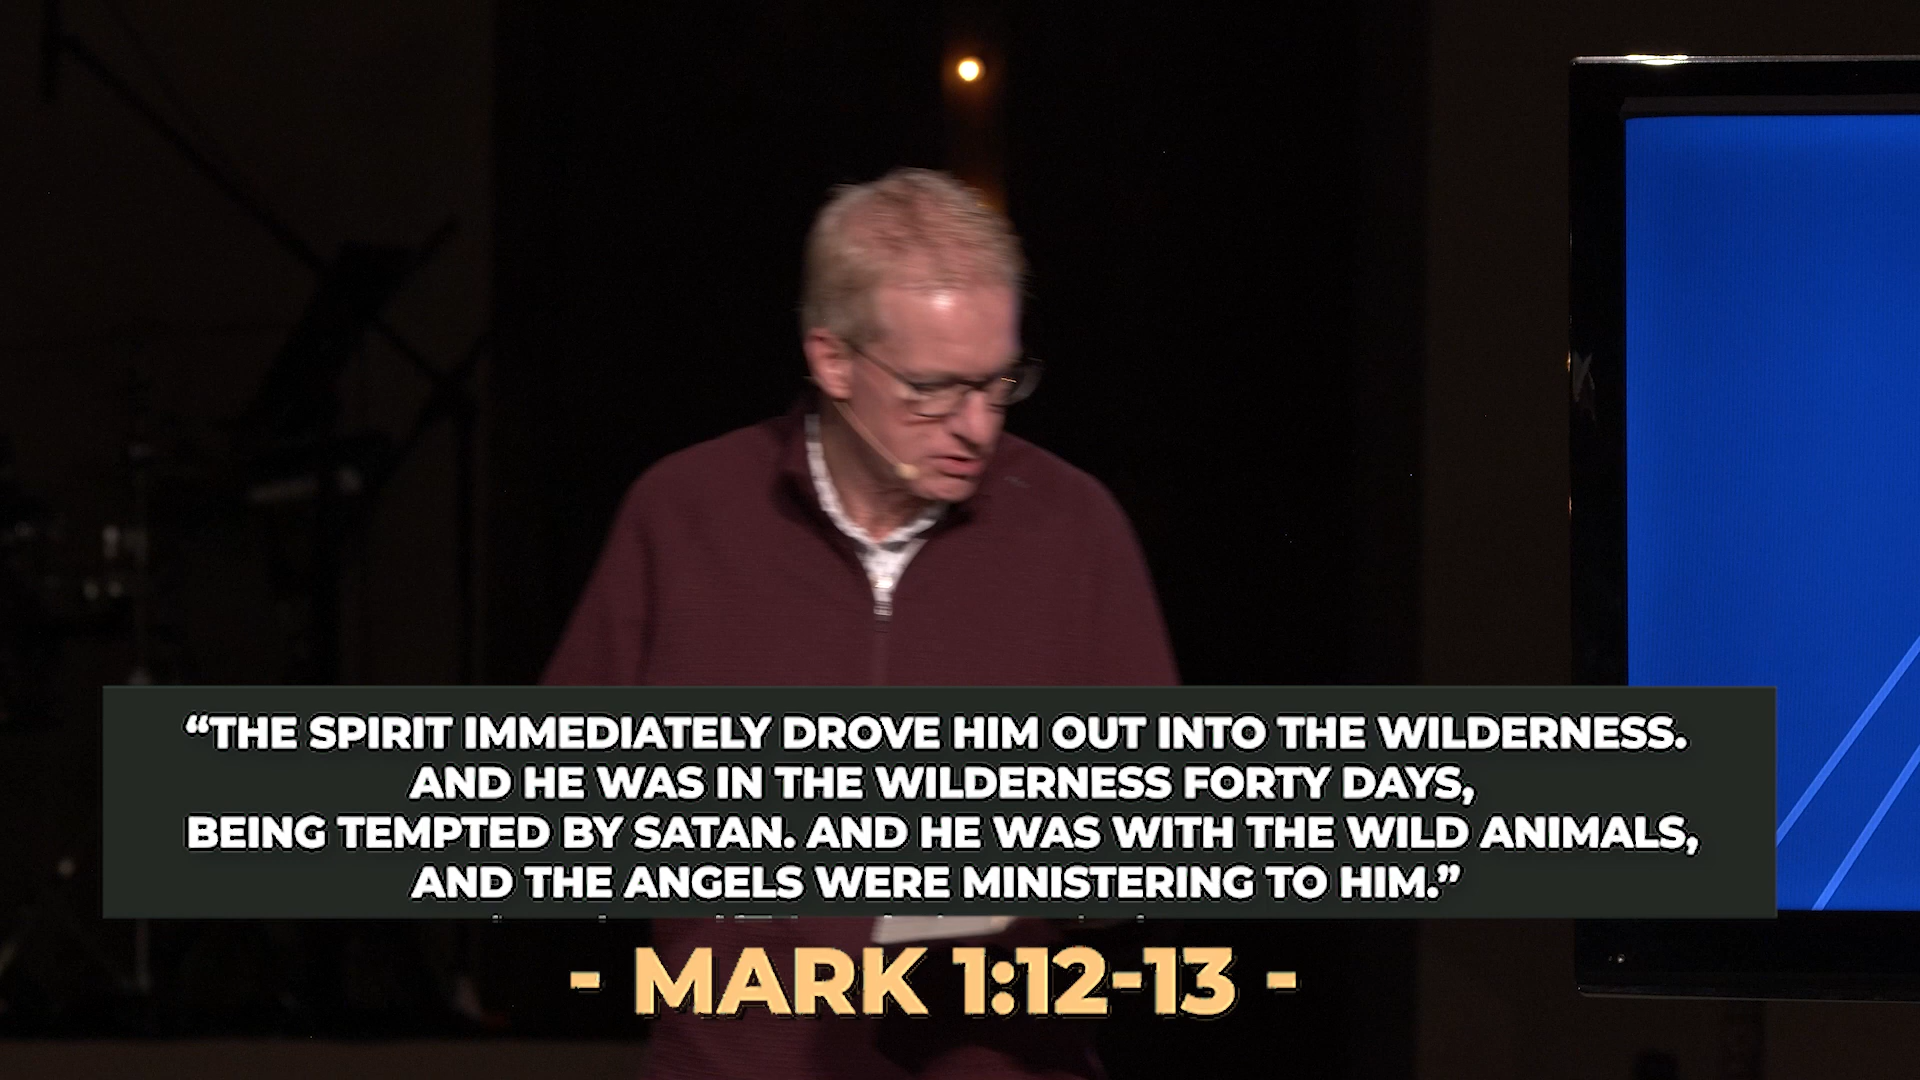 “THE SPIRIT IMMEDIATELY DROVE HIM OUT INTO THE WILDERNESS.
AND HE WAS IN THE WILDERNESS FORTY DAYS,
BEING TEMPTED BY SATAN. AND HE WAS WITH THE WILD ANIMALS,
AND THE ANGELS WERE MINISTERING TO HIM.”
- MARK 1:12-13 -